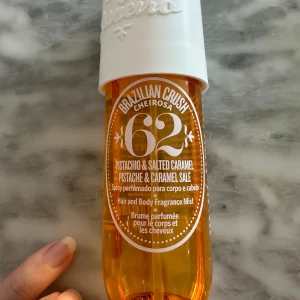 BRAZILIAN CRUSH
CHEIROSA
62
PISTACHIO & SALTED CARAMEL
PISTACHE & CARAMEL SALÉ
Spray perfumado para corpo e cabelo
Hair and Body Fragrance Mist
Brume parfumée
pour le corps et
les cheveux